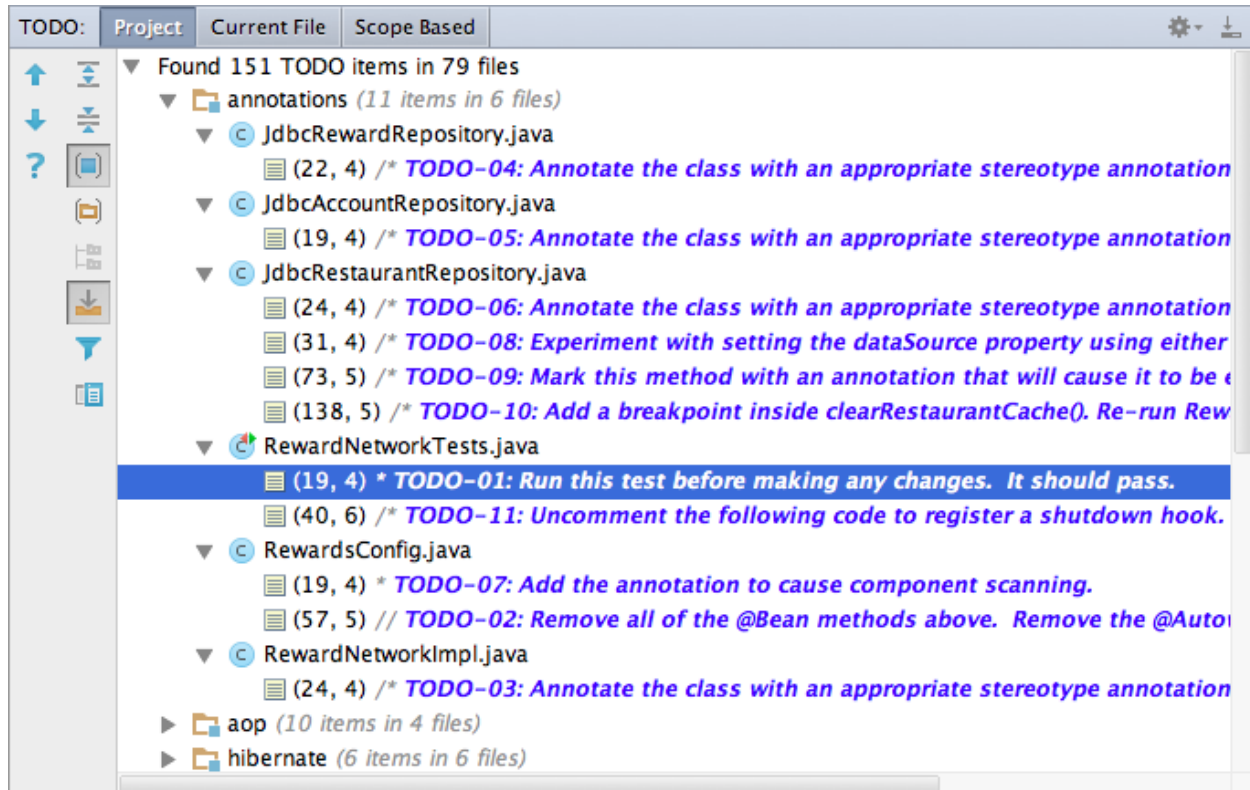 TODO: Project Current File Scope Based
Found 151 TODO items in 79 files
annotations (11 items in 6 files)
JdbcRewardRepository.java
(22, 4) /* TODO-04: Annotate the class with an appropriate stereotype annotation
JdbcAccountRepository.java
(19, 4) /* TODO-05: Annotate the class with an appropriate stereotype annotation
JdbcRestaurantRepository.java
(24, 4) /* TODO-06: Annotate the class with an appropriate stereotype annotation
(31, 4) /* TODO-08: Experiment with setting the dataSource property using either
(73, 5) /* TODO-09: Mark this method with an annotation that will cause it to be
(138, 5) /* TODO-10: Add a breakpoint inside clearRestaurantCache(). Re-run Rew
RewardNetworkTests.java
(19, 4) * TODO-01: Run this test before making any changes.  It should pass.
(40, 6) /* TODO-11: Uncomment the following code to register a shutdown hook.
RewardsConfig.java
(19, 4) * TODO-07: Add the annotation to cause component scanning.
(57, 5) // TODO-02: Remove all of the @Bean methods above.  Remove the
RewardNetworkImpl.java
(24, 4) /* TODO-03: Annotate the class with an appropriate stereotype annotation
aop (10 items in 4 files)
hibernate (6 items in 6 files)